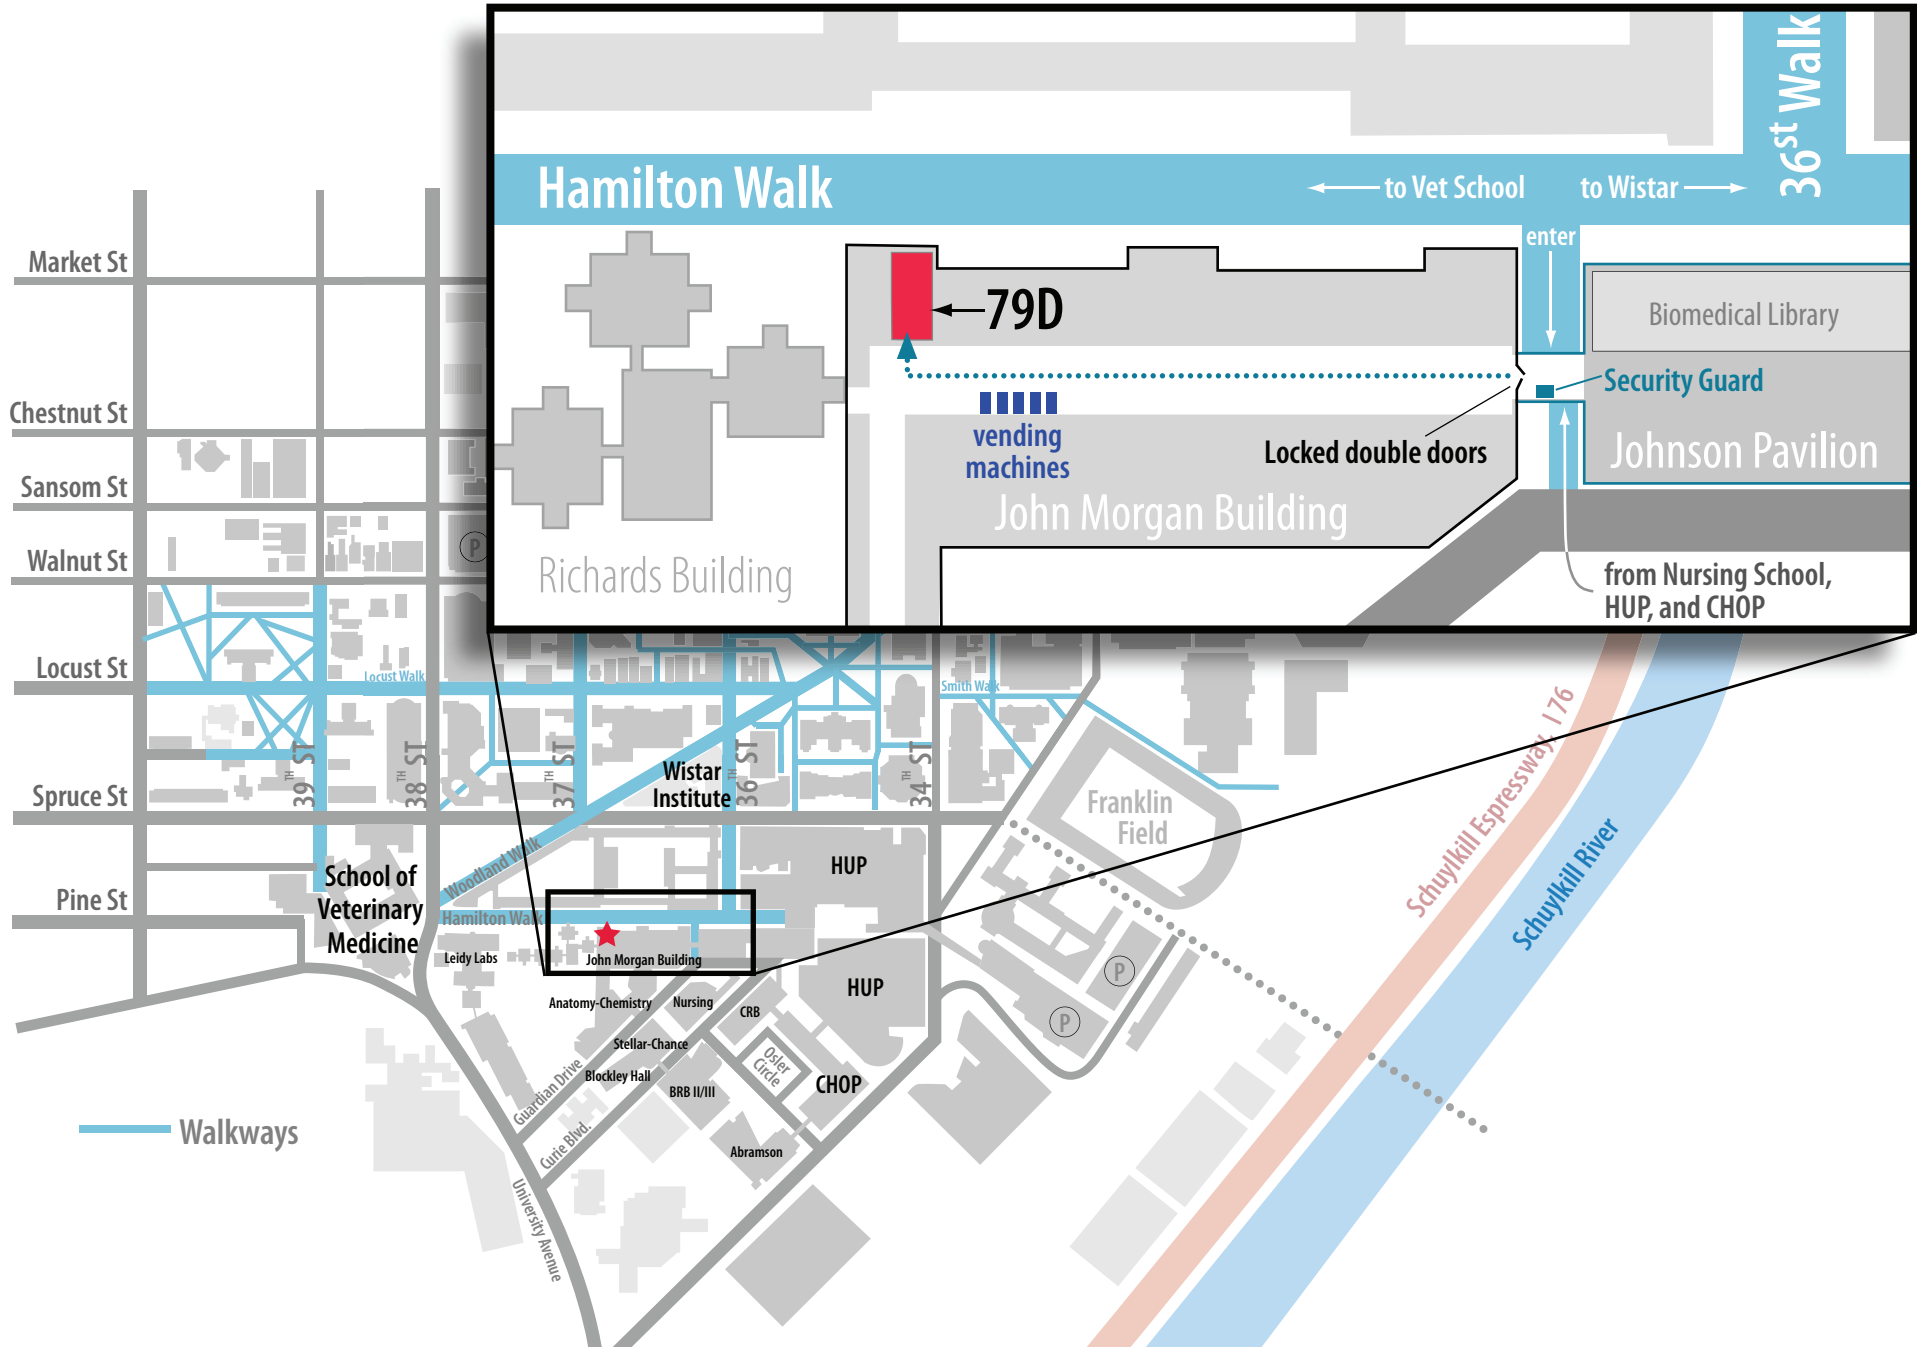 36st Walk
Hamilton Walk
to Vet School
to Wistar
enter
79D
Biomedical Library
Security Guard
vending
machines
Locked double doors
Johnson Pavilion
John Morgan Building
Richards Building
from Nursing School,
HUP, and CHOP
Market St
Chestnut St
Sansom St
Walnut St
P
Locust St
Locust Walk
Smith Walk
39TH ST
38TH ST
37TH ST
36TH ST
34TH ST
Wistar
Institute
Spruce St
Franklin
Field
Schuylkill Espressway, I 76
Schuylkill River
Woodland Walk
HUP
School of
Veterinary
Medicine
Pine St
Hamilton Walk
Leidy Labs
John Morgan Building
P
HUP
Anatomy-Chemistry
Nursing
CRB
P
Stellar-Chance
Osler
Circle
Blockley Hall
BRB II/III
CHOP
Guardian Drive
Curie Blvd.
Abramson
Walkways
University Avenue